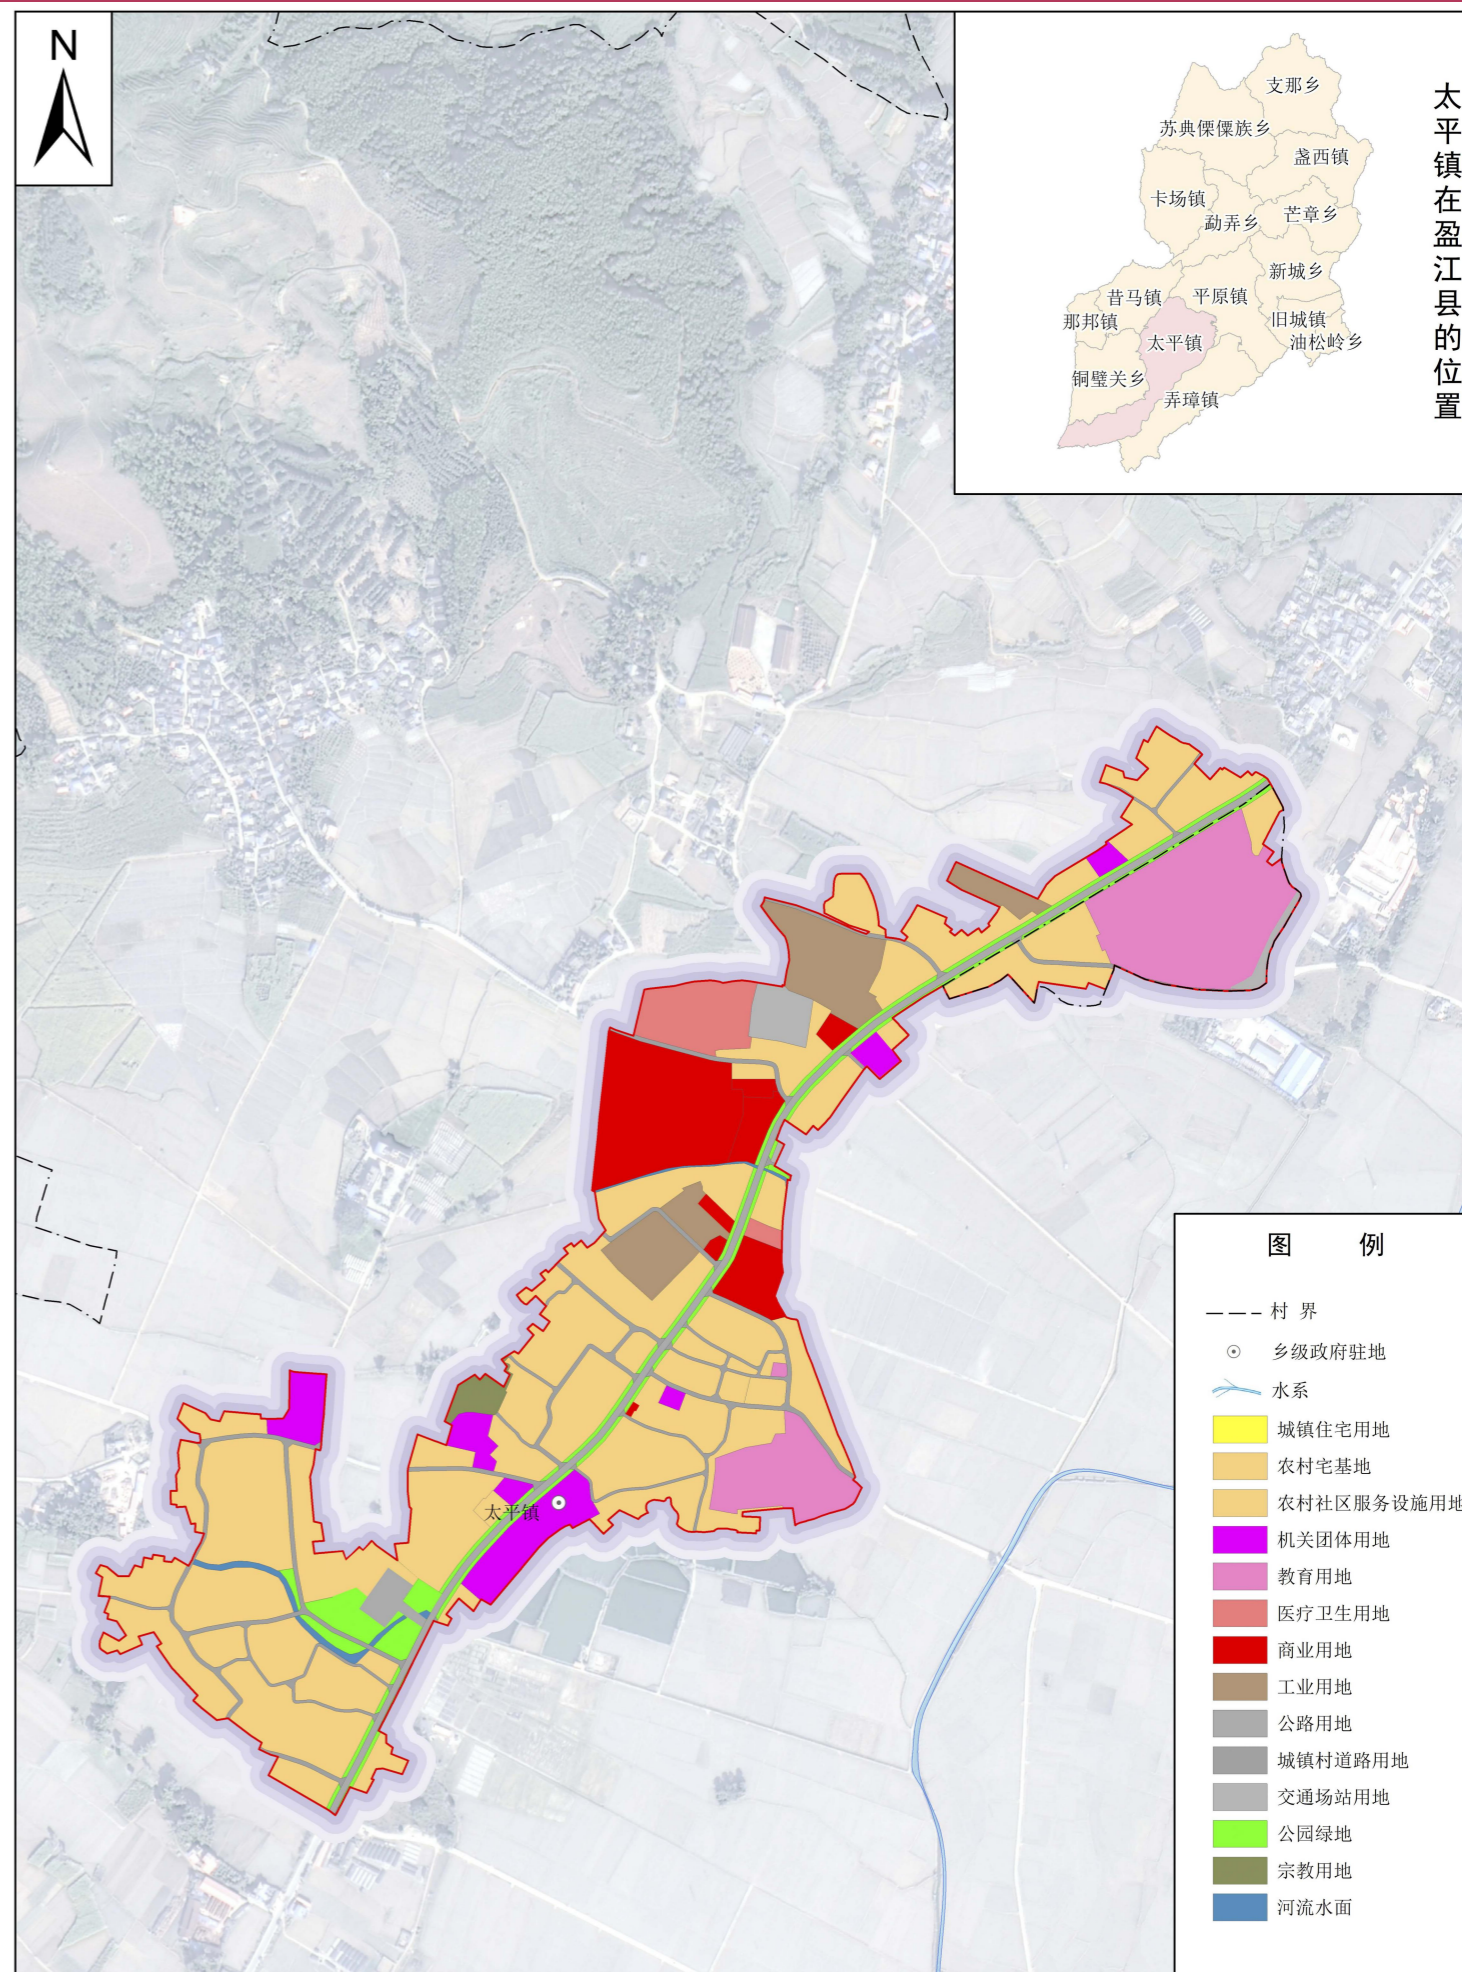 N
支那乡
苏典傈僳族乡
盏西镇
卡场镇
勐弄乡
芒章乡
新城乡
昔马镇
平原镇
那邦镇
旧城镇
太平镇
油松岭乡
铜壁关乡
弄璋镇
太平镇在盈江县的位置
太平镇
图 例
村 界
乡级政府驻地
水系
城镇住宅用地
农村宅基地
农村社区服务设施用地
机关团体用地
教育用地
医疗卫生用地
商业用地
工业用地
公路用地
城镇村道路用地
交通场站用地
公园绿地
宗教用地
河流水面